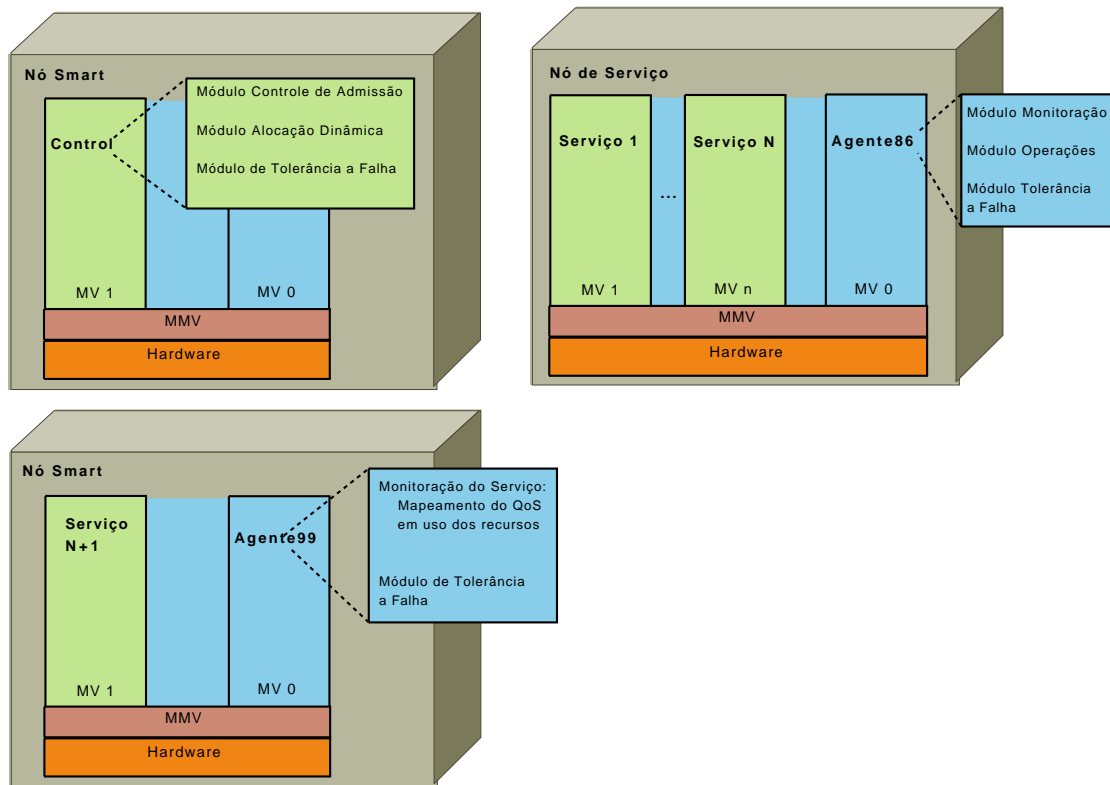 Nó Smart
Control
Módulo Controle de Admissão
Módulo Alocação Dinâmica
Módulo de Tolerância a Falha
MV 1
MV 0
MMV
Hardware
Nó de Serviço
Serviço 1
...
Serviço N
Agente86
Módulo Monitoração
Módulo Operações
Módulo Tolerância
a Falha
MV 1
MV n
MV 0
MMV
Hardware
Nó Smart
Serviço
N+1
Agente99
Monitoração do Serviço:
Mapeamento do QoS
em uso dos recursos
Módulo de Tolerância
a Falha
MV 1
MV 0
MMV
Hardware